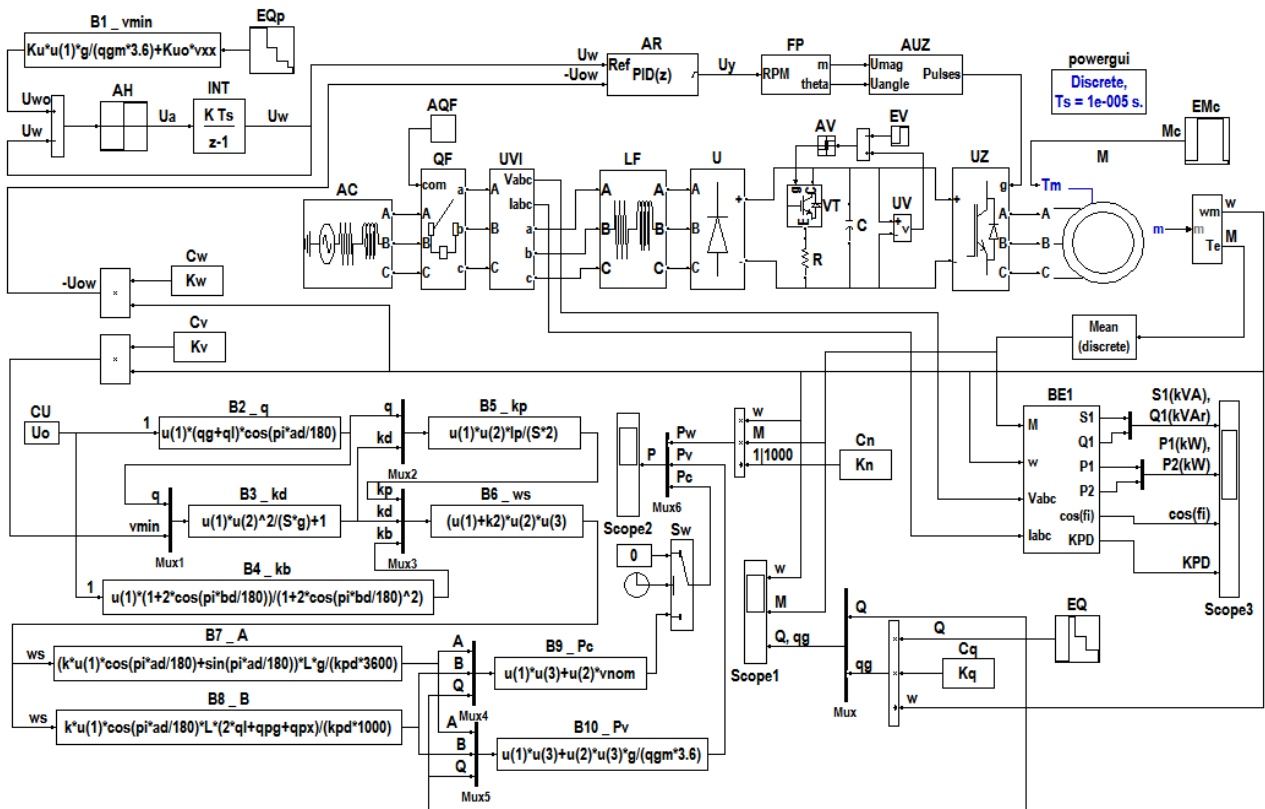 B1 _ vmin
EQp
Ku*u(1)*g/(qgm*3.6)+Kuo*vxx
Uwo
Uw
AH
Ua
INT
K Ts
z-1
Uw
Uw
-Uow
AR
Ref
PID(z)
Uy
FP
RPM
m
theta
AUZ
Umag
Uangle
Pulses
powergui
Discrete,
Ts = 1e-005 s.
EMc
Mc
M
AQF
AC
A
B
C
QF
com
A
B
C
a
b
c
UVI
A
B
C
Vabc
Iabc
a
b
c
LF
A
B
C
A
B
C
U
A
B
C
+
-
AV
EV
g
C
E
VT
R
C
UV
+
-
v
UZ
+
-
g
A
B
C
Tm
A
B
C
m
m
wm
Te
w
M
-Uow
×
Cw
Kw
Cv
Kv
×
Mean
(discrete)
CU
Uo
1
B2 _ q
u(1)*(qg+ql)*cos(pi*ad/180)
q
kd
Mux2
B5 _ kp
u(1)*u(2)*lp/(S*2)
q
vmin
Mux1
B3 _ kd
u(1)*u(2)^2/(S*g)+1
kp
kd
kb
Mux3
B6 _ ws
(u(1)+k2)*u(2)*u(3)
1
B4 _ kb
u(1)*(1+2*cos(pi*bd/180))/(1+2*cos(pi*bd/180)^2)
Scope2
P
Pw
Pv
Pc
Mux6
w
M
1|1000
×
×
÷
Cn
Kn
Sw
0
BE1
M
w
Vabc
Iabc
S1
Q1
P1
P2
cos(fi)
KPD
S1(kVA),
Q1(kVAr)
P1(kW),
P2(kW)
cos(fi)
KPD
Scope3
w
M
Q, qg
Scope1
Q
qg
Mux
Q
×
×
÷
Cq
Kq
w
EQ
ws
B7 _ A
(k*u(1)*cos(pi*ad/180)+sin(pi*ad/180))*L*g/(kpd*3600)
ws
B8 _ B
k*u(1)*cos(pi*ad/180)*L*(2*ql+qpg+qpx)/(kpd*1000)
A
B
Q
Mux4
B9 _ Pc
u(1)*u(3)+u(2)*vnom
A
B
Q
Mux5
B10 _ Pv
u(1)*u(3)+u(2)*u(3)*g/(qgm*3.6)